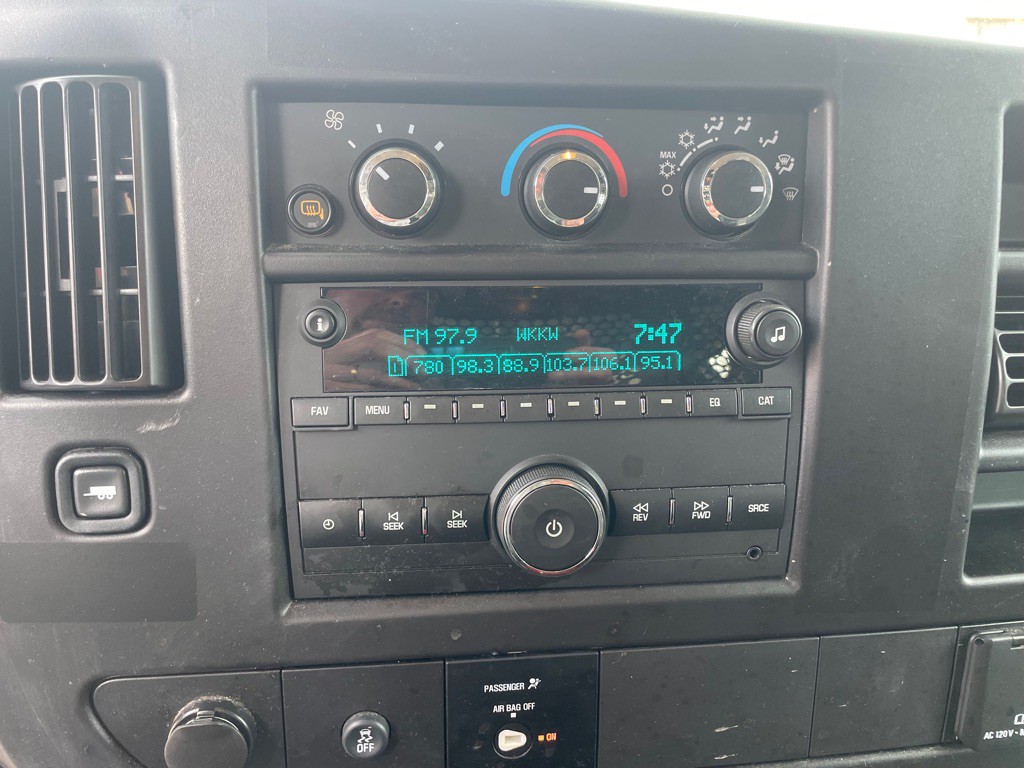 MAX
i
FM 97.9 WKKW 7:47
1 780 98.3 88.9 103.7 106.1 95.1
FAV MENU EQ CAT
SEEK SEEK REV FWD SRCE
PASSENGER
AIR BAG OFF
OFF
ON
AC 120V -